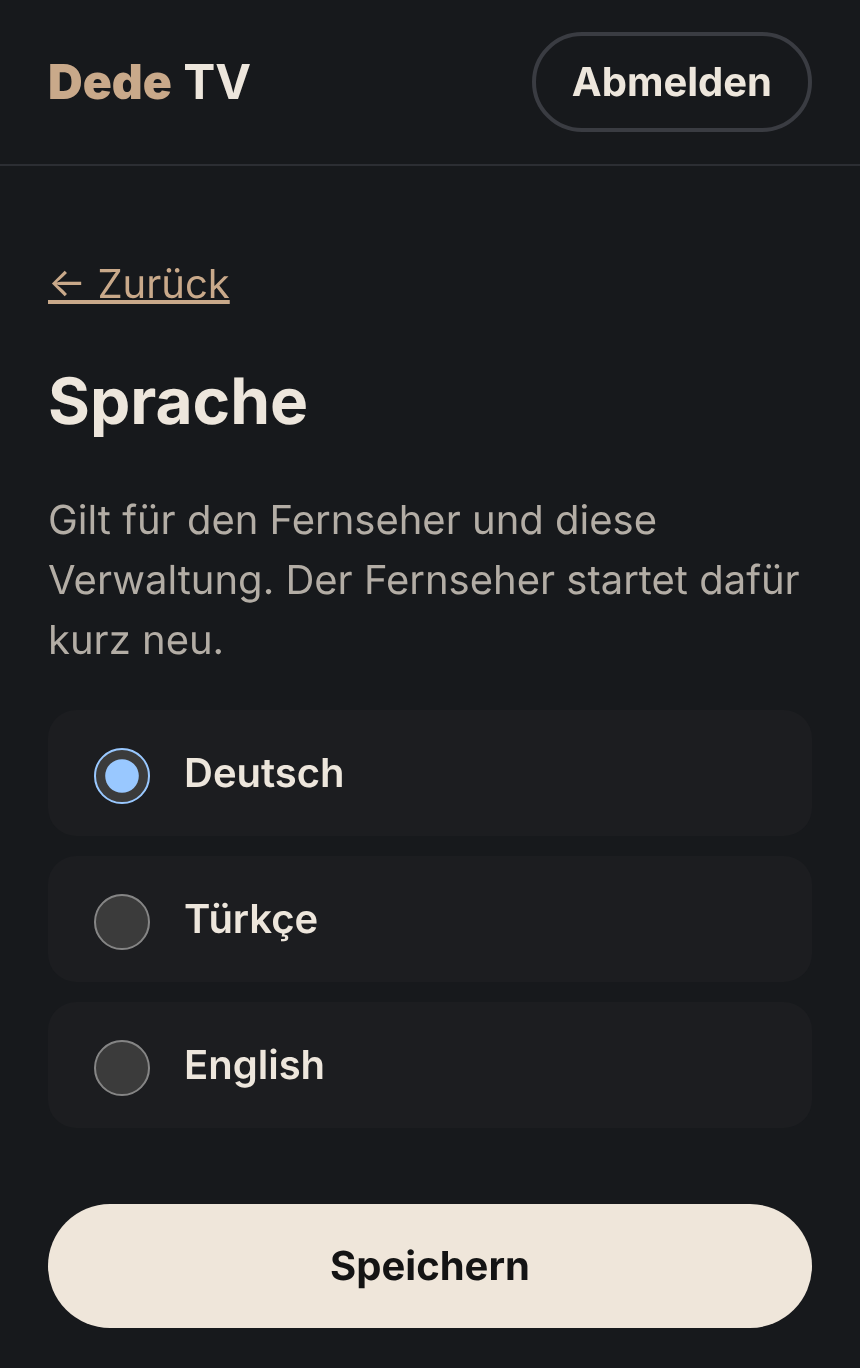 Dede TV
Abmelden
← Zurück
Sprache
Gilt für den Fernseher und diese
Verwaltung. Der Fernseher startet dafür
kurz neu.
Deutsch
Türkçe
English
Speichern